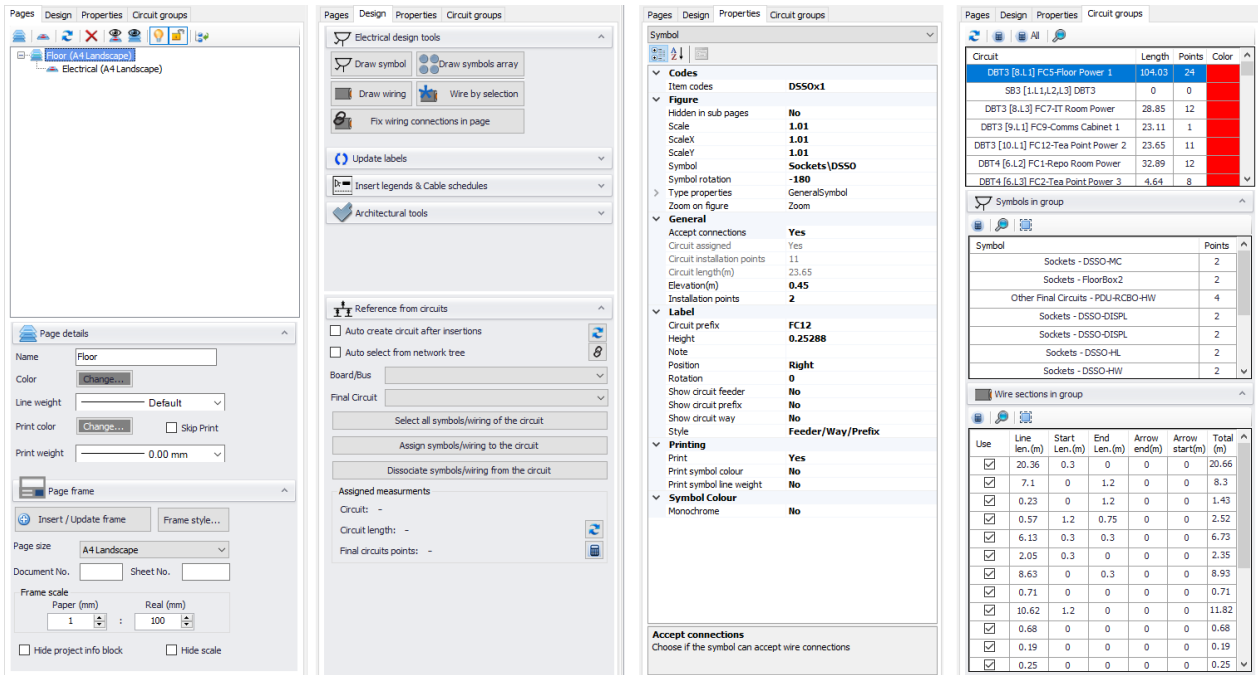 Pages Design Properties Circuit groups
Floor (A4 Landscape)
Electrical (A4 Landscape)
Page details
Name Floor
Color Change...
Line weight Default
Print color Change... Skip Print
Print weight 0.00 mm
Page frame
Insert / Update frame Frame style...
Page size A4 Landscape
Document No. Sheet No.
Frame scale
Paper (mm) Real (mm)
1 : 100
Hide project info block Hide scale
Pages Design Properties Circuit groups
Electrical design tools
Draw symbol Draw symbols array
Draw wiring Wire by selection
Fix wiring connections in page
Update labels
Insert legends & Cable schedules
Architectural tools
Reference from circuits
Auto create circuit after insertions
Auto select from network tree
Board/Bus
Final Circuit
Select all symbols/wiring of the circuit
Assign symbols/wiring to the circuit
Dissociate symbols/wiring from the circuit
Assigned measurments
Circuit: -
Circuit length: -
Final circuits points: -
Pages Design Properties Circuit groups
Symbol
Codes
Item codes DSSOx1
Figure
Hidden in sub pages No
Scale 1.01
ScaleX 1.01
ScaleY 1.01
Symbol Sockets\DSSO
Symbol rotation -180
Type properties GeneralSymbol
Zoom on figure Zoom
General
Accept connections Yes
Circuit assigned Yes
Circuit installation points 11
Circuit length(m) 23.65
Elevation(m) 0.45
Installation points 2
Label
Circuit prefix FC12
Height 0.25288
Note
Position Right
Rotation 0
Show circuit feeder No
Show circuit prefix No
Show circuit way No
Style Feeder/Way/Prefix
Printing
Print Yes
Print symbol colour No
Print symbol line weight No
Symbol Colour
Monochrome No
Accept connections
Choose if the symbol can accept wire connections
Pages Design Properties Circuit groups
All
Circuit Length Points Color
DBT3 [8.L1] FC5-Floor Power 1 104.03 24
SB3 [1.L1,L2,L3] DBT3 0 0
DBT3 [8.L3] FC7-IT Room Power 28.85 12
DBT3 [9.L1] FC9-Comms Cabinet 1 23.11 1
DBT3 [10.L1] FC12-Tea Point Power 2 23.65 11
DBT4 [6.L2] FC1-Repo Room Power 32.89 12
DBT4 [6.L3] FC2-Tea Point Power 3 4.64 8
Symbols in group
Symbol Points
Sockets - DSSO-MC 2
Sockets - FloorBox2 2
Other Final Circuits - PDU-RCBO-HW 4
Sockets - DSSO-DISPL 2
Sockets - DSSO-DISPL 2
Sockets - DSSO-HL 2
Sockets - DSSO-HW 2
Wire sections in group
Use Line len.(m) Start Len.(m) End Len.(m) Arrow end(m) Arrow start(m) Total (m)
20.36 0.3 0 0 0 20.66
7.1 0 1.2 0 0 8.3
0.23 0 1.2 0 0 1.43
0.57 1.2 0.75 0 0 2.52
6.13 0.3 0.3 0 0 6.73
2.05 0.3 0 0 0 2.35
8.63 0 0.3 0 0 8.93
0.71 0 0 0 0 0.71
10.62 1.2 0 0 0 11.82
0.68 0 0 0 0 0.68
0.19 0 0 0 0 0.19
0.25 0 0 0 0 0.25